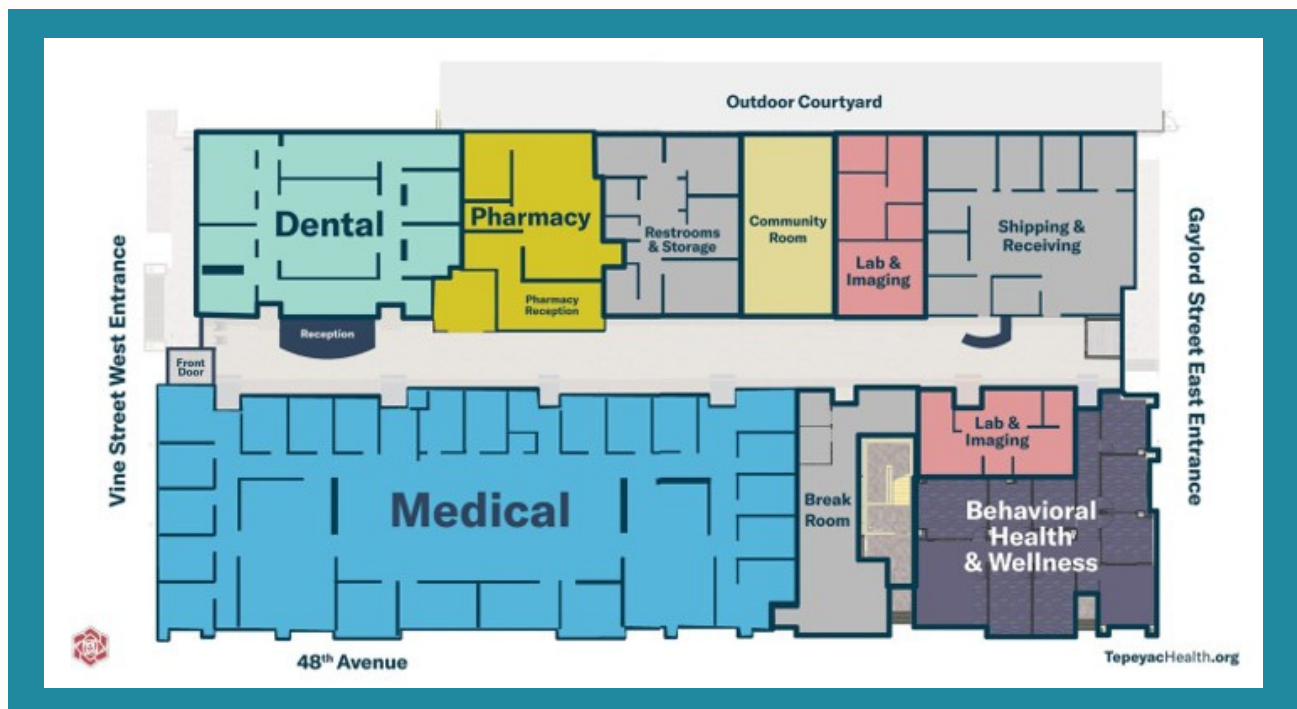 Outdoor Courtyard
Dental
Pharmacy
Pharmacy
Reception
Restrooms
& Storage
Community
Room
Lab &
Imaging
Shipping &
Receiving
Vine Street West Entrance
Gaylord Street East Entrance
Reception
Front
Door
Medical
Break
Room
Lab &
Imaging
Behavioral
Health
& Wellness
48th Avenue
TepeyacHealth.org